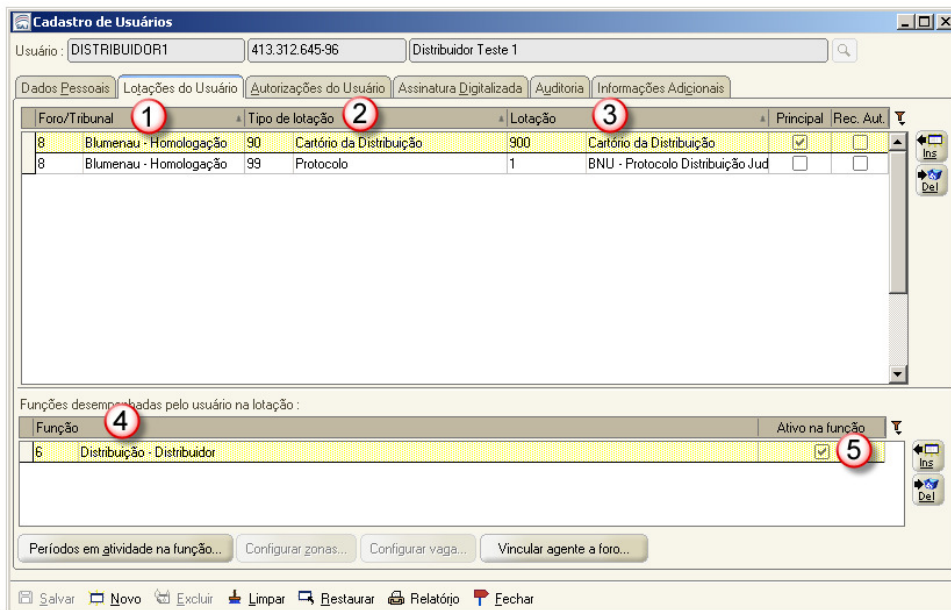 Cadastro de Usuários
Usuário : DISTRIBUIDOR1 413.312.645-96 Distribuidor Teste 1
Dados Pessoais Lotações do Usuário Autorizações do Usuário Assinatura Digitalizada Auditoria Informações Adicionais
Foro/Tribunal 1 Tipo de lotação 2 Lotação 3 Principal Rec. Aut.
8 Blumenau - Homologação 90 Cartório da Distribuição 900 Cartório da Distribuição
8 Blumenau - Homologação 99 Protocolo 1 BNU - Protocolo Distribuição Jud
Ins
Del
Funções desempenhadas pelo usuário na lotação :
Função 4 Ativo na função
6 Distribuição - Distribuidor 5
Ins
Del
Períodos em atividade na função... Configurar zonas... Configurar vaga... Vincular agente a foro...
Salvar Novo Excluir Limpar Restaurar Relatório Fechar